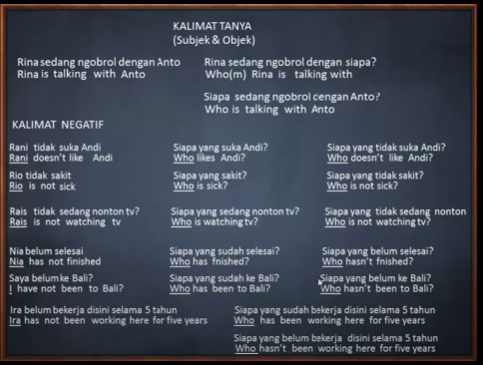 KALIMAT TANYA
(Subjek & Objek)
Rina sedang ngobrol dengan Anto
Rina is talking with Anto
Rina sedang ngobrol dengan siapa?
Who(m) Rina is talking with
Siapa sedang ngobrol dengan Anto?
Who is talking with Anto
KALIMAT NEGATIF
Rani tidak suka Andi
Rani doesn't like Andi
Siapa yang suka Andi?
Who likes Andi?
Siapa yang tidak suka Andi?
Who doesn't like Andi?
Rio tidak sakit
Rio is not sick
Siapa yang sakit?
Who is sick?
Siapa yang tidak sakit?
Who is not sick?
Rais tidak sedang nonton tv?
Rais is not watching tv
Siapa yang sedang nonton tv?
Who is watching tv?
Siapa yang tidak sedang nonton
Who is not watching tv?
Nia belum selesai
Nia has not finished
Siapa yang sudah selesai?
Who has fnished?
Siapa yang belum selesai?
Who hasn't fnished?
Saya belum ke Bali?
I have not been to Bali?
Siapa yang sudah ke Bali?
Who has been to Bali?
Siapa yang belum ke Bali?
Who hasn't been to Bali?
Ira belum bekerja disini selama 5 tahun
Ira has not been working here for five years
Siapa yang sudah bekerja disini selama 5 tahun
Who has been working here for five years
Siapa yang belum bekerja disini selama 5 tahun
Who hasn't been working here for five years